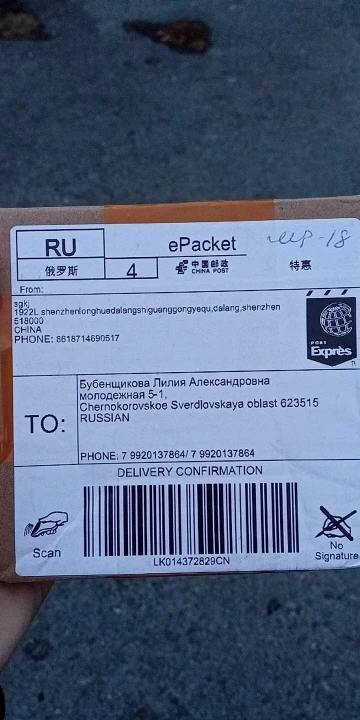 RU
ePacket
俄罗斯
4
中国邮政
CHINA POST
特惠
From:
sgkj
1922L shenzhenlonghuadalangshiguanggongyequ,dalang,shenzhen
518000
CHINA
PHONE: 8618714690517
POST
Exprès
TO:
Бубенщикова Лилия Александровна
молодежная 5-1,
Chernokorovskoe Sverdlovskaya oblast 623515
RUSSIAN
PHONE: 7 9920137864/ 7 9920137864
DELIVERY CONFIRMATION
Scan
No
Signature
LK014372829CN